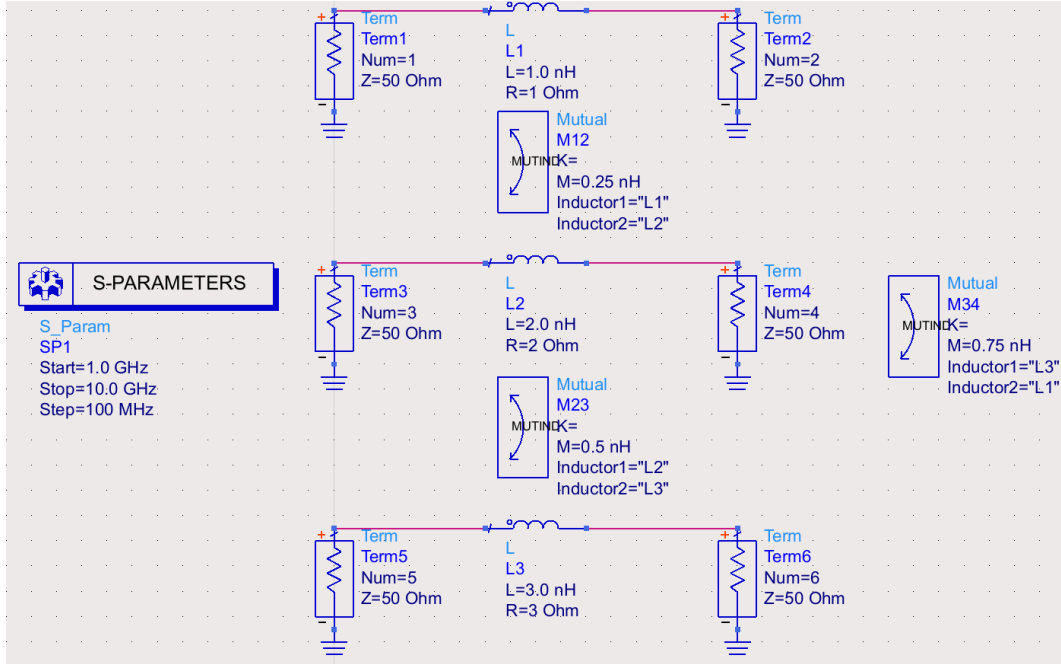 +
Term
Term1
Num=1
Z=50 Ohm
-
L
L1
L=1.0 nH
R=1 Ohm
+
Term
Term2
Num=2
Z=50 Ohm
-
MUTIND
Mutual
M12
K=
M=0.25 nH
Inductor1="L1"
Inductor2="L2"
S-PARAMETERS
S_Param
SP1
Start=1.0 GHz
Stop=10.0 GHz
Step=100 MHz
+
Term
Term3
Num=3
Z=50 Ohm
-
L
L2
L=2.0 nH
R=2 Ohm
+
Term
Term4
Num=4
Z=50 Ohm
-
MUTIND
Mutual
M34
K=
M=0.75 nH
Inductor1="L3"
Inductor2="L1"
MUTIND
Mutual
M23
K=
M=0.5 nH
Inductor1="L2"
Inductor2="L3"
+
Term
Term5
Num=5
Z=50 Ohm
-
L
L3
L=3.0 nH
R=3 Ohm
+
Term
Term6
Num=6
Z=50 Ohm
-